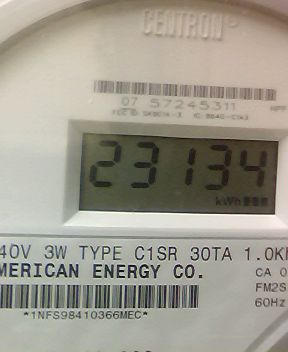 CENTRON
07 57245311
23134
kWh
40V 3W TYPE C1SR 30TA 1.0K
MERICAN ENERGY CO.
CA 0
FM2S
60Hz
*1NFS98410366MEC*